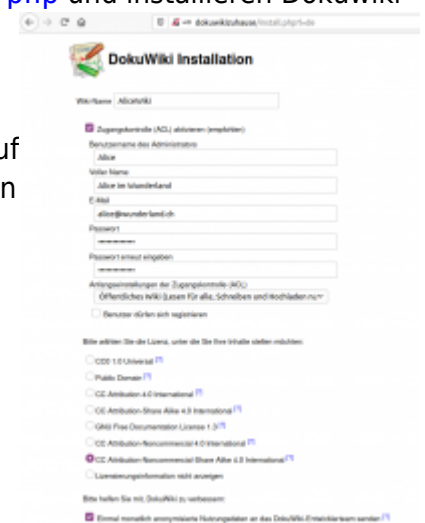 php und installieren Dokuwiki
dokuwikizuhause/install.php?l=de
DokuWiki Installation
Wiki-Name AliceWiki
uf
Zugangskontrolle (ACL) aktivieren (empfohlen)
Benutzername des Administrators
n
Alice
Voller Name
Alice im Wunderland
E-Mail
alice@wunderland.ch
Passwort
Passwort erneut eingeben
Anfangseinstellungen der Zugangskontrolle (ACL)
Öffentliches Wiki (Lesen für alle, Schreiben und Hochladen nu
Benutzer dürfen sich registrieren
Bitte wählen Sie die Lizenz, unter die Sie Ihre Inhalte stellen möchten:
CC0 1.0 Universal [?]
Public Domain [?]
CC Attribution 4.0 International [?]
CC Attribution-Share Alike 4.0 International [?]
GNU Free Documentation License 1.3 [?]
CC Attribution-Noncommercial 4.0 International [?]
CC Attribution-Noncommercial-Share Alike 4.0 International [?]
Lizenzierungsinformation nicht anzeigen
Bitte helfen Sie mit, DokuWiki zu verbessern:
Einmal monatlich anonymisierte Nutzungsdaten an das DokuWiki-Entwicklerteam senden [?]